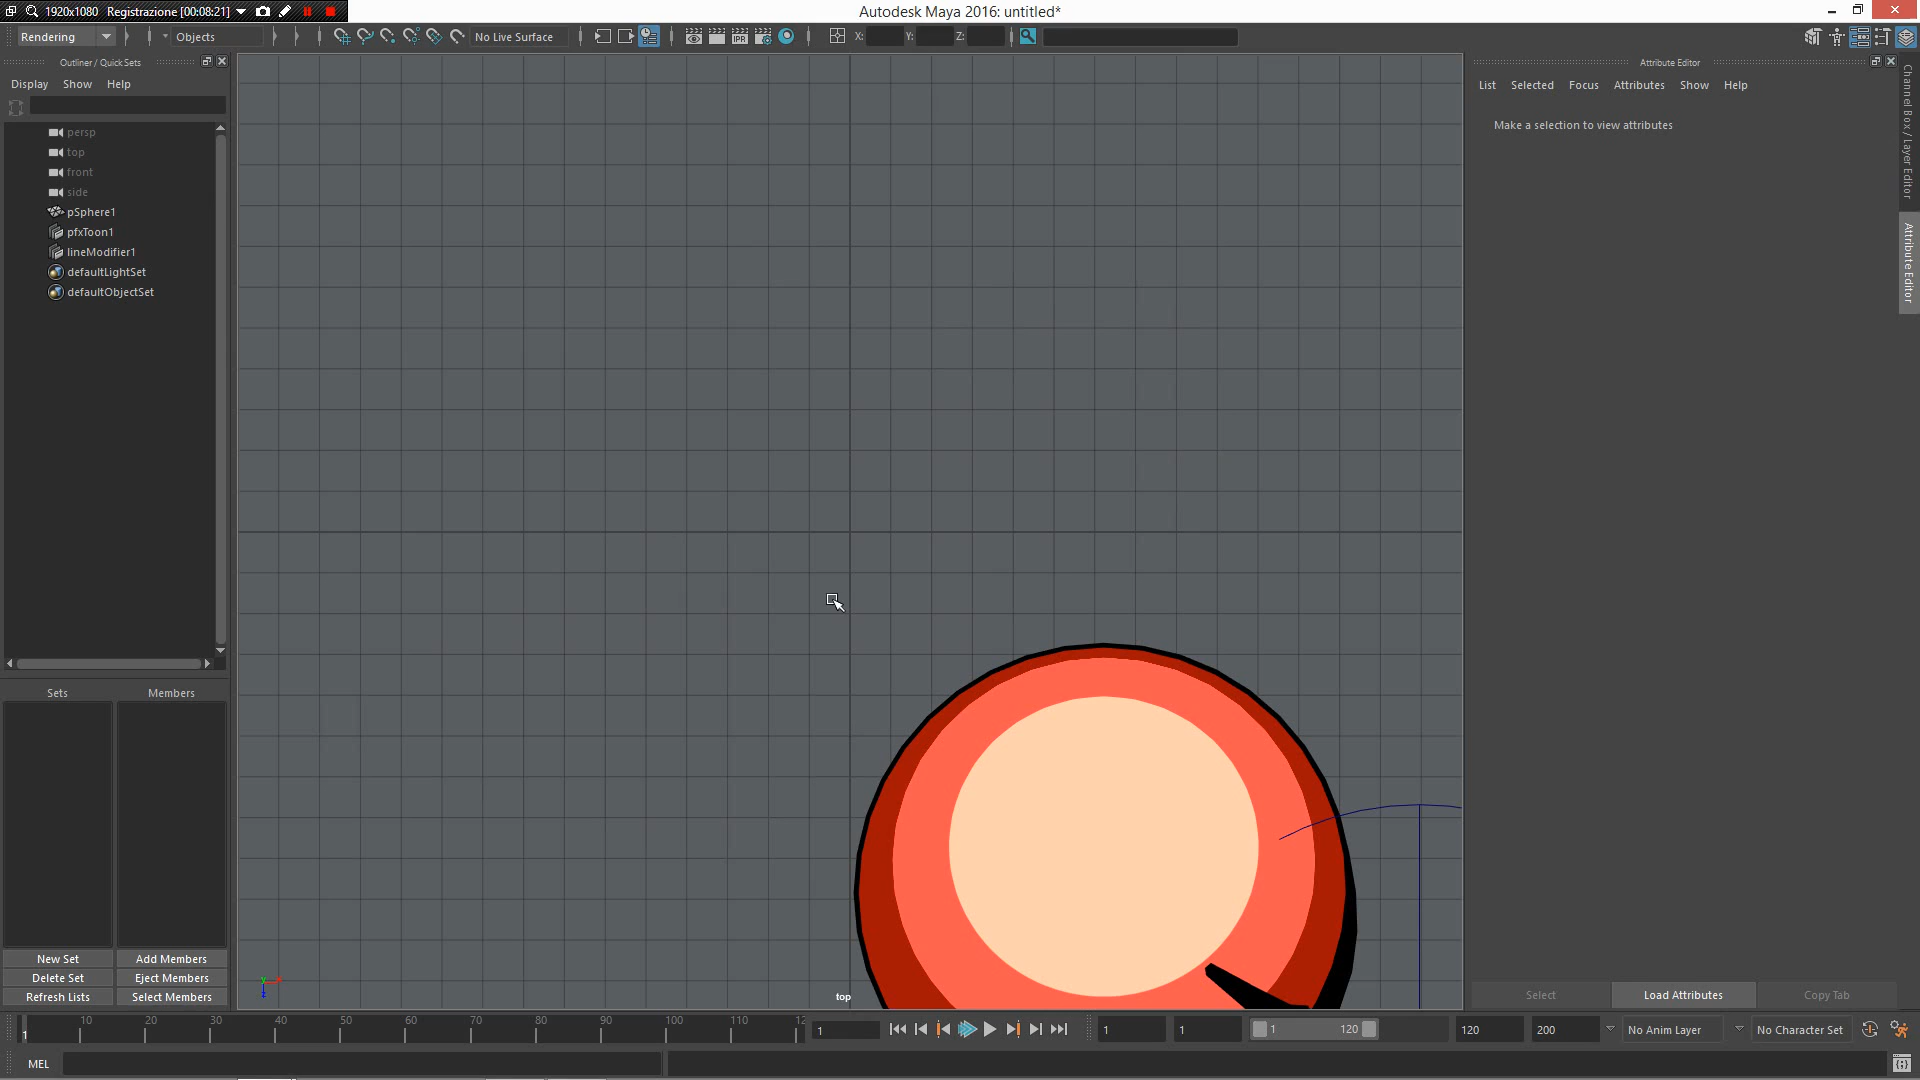 1920x1080 Registrazione [00:08:21]
Autodesk Maya 2016: untitled*
Rendering Objects No Live Surface X: Y: Z:
Outliner / Quick Sets
Display Show Help
persp
top
front
side
pSphere1
pfxToon1
lineModifier1
defaultLightSet
defaultObjectSet
Sets Members
New Set Add Members
Delete Set Eject Members
Refresh Lists Select Members
top
Attribute Editor
List Selected Focus Attributes Show Help
Make a selection to view attributes
Channel Box / Layer Editor
Attribute Editor
Select Load Attributes Copy Tab
1 10 20 30 40 50 60 70 80 90 100 110 12
1 1 1 1 120 120 200 No Anim Layer No Character Set
MEL